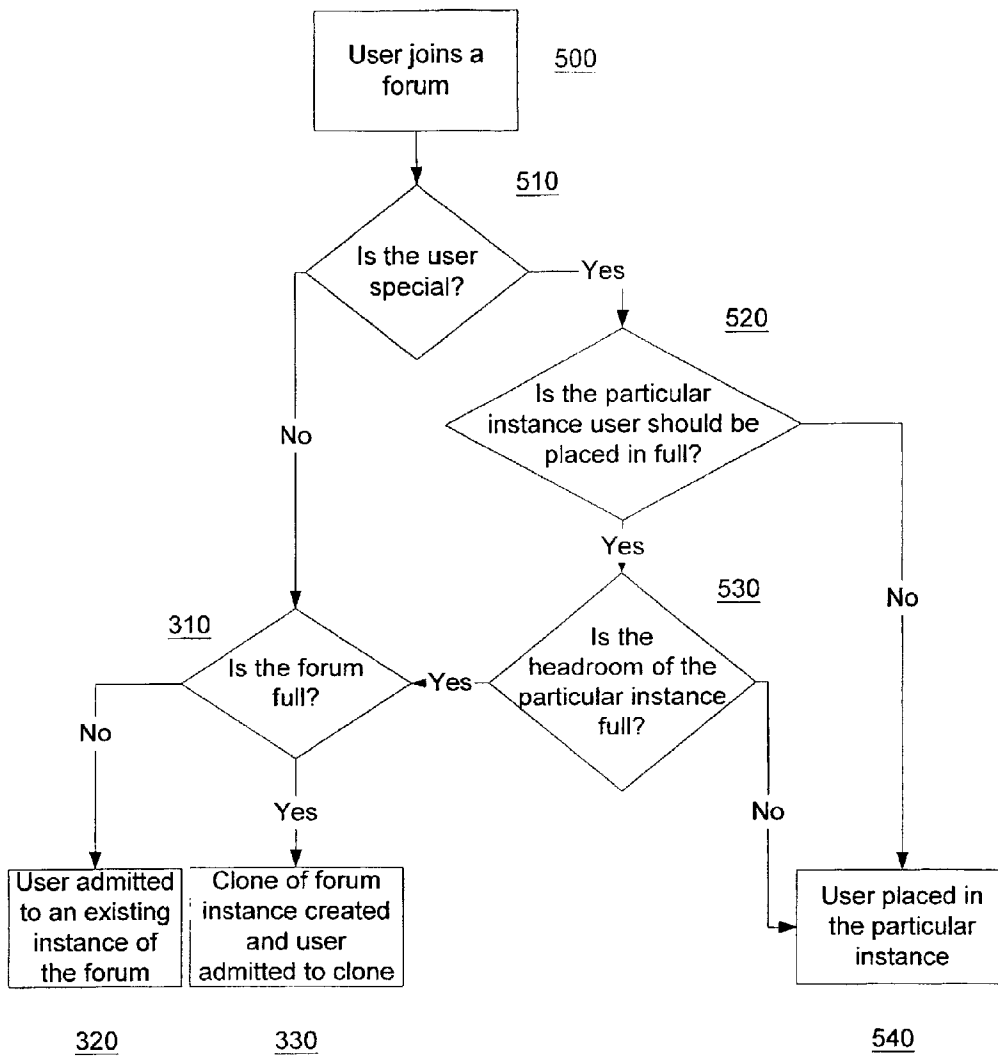 User joins a
forum
500
510
Is the user
special?
Yes
520
Is the particular
instance user should be
placed in full?
No
Yes
530
No
310
Is the forum
full?
Yes
Is the
headroom of the
particular instance
full?
No
Yes
No
User admitted
to an existing
instance of
the forum
Clone of forum
instance created
and user
admitted to clone
User placed in
the particular
instance
320
330
540